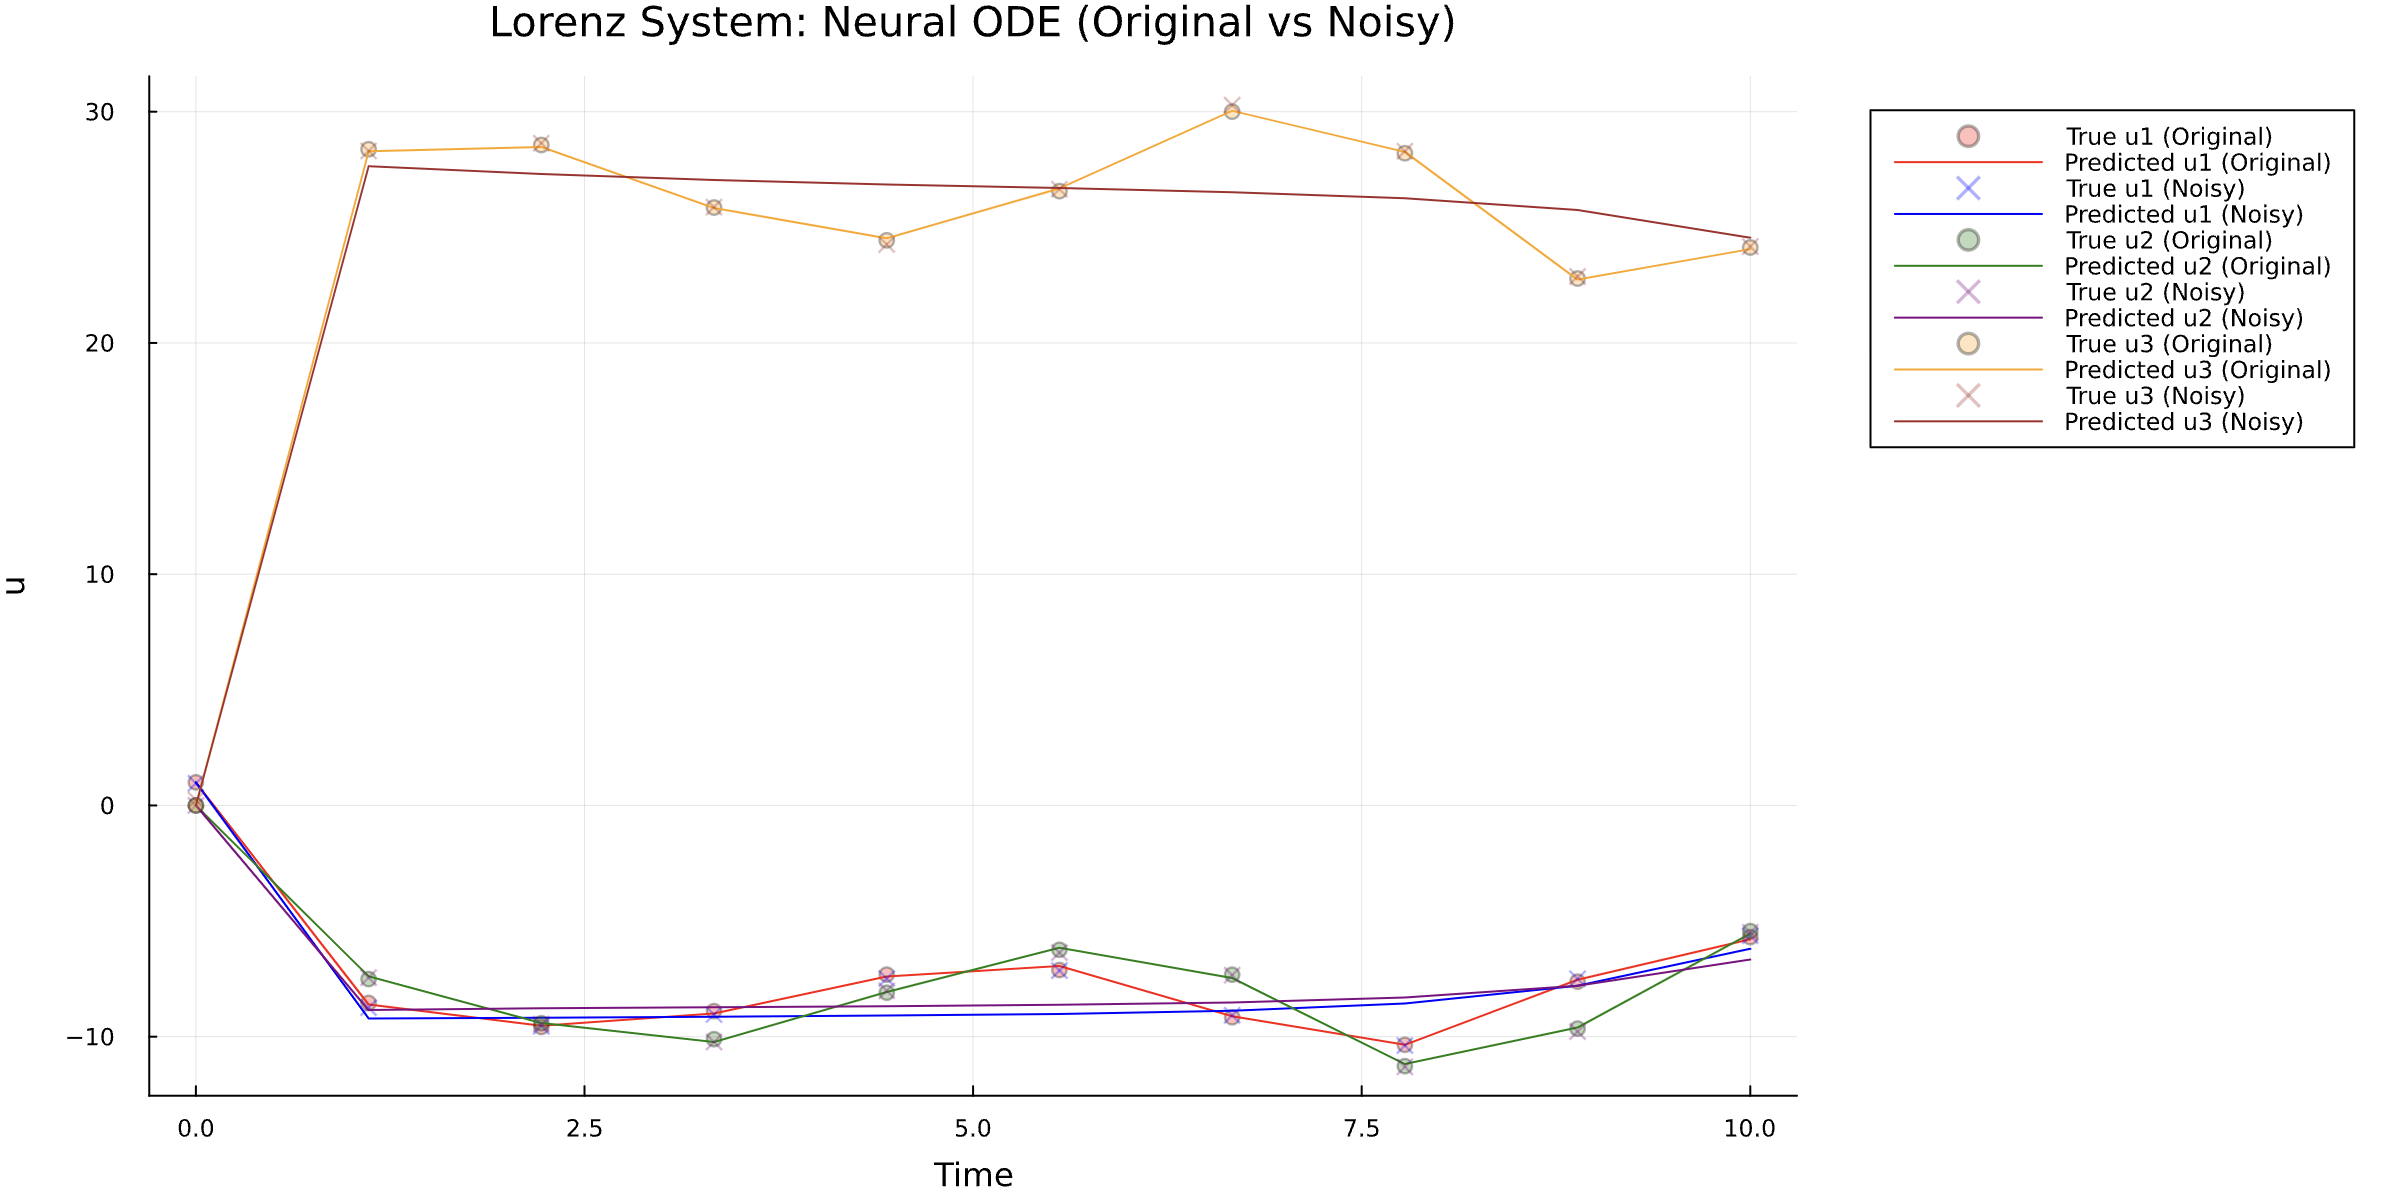 Lorenz System: Neural ODE (Original vs Noisy)
30
20
10
0
−10
u
0.0
2.5
5.0
7.5
10.0
Time
True u1 (Original)
Predicted u1 (Original)
True u1 (Noisy)
Predicted u1 (Noisy)
True u2 (Original)
Predicted u2 (Original)
True u2 (Noisy)
Predicted u2 (Noisy)
True u3 (Original)
Predicted u3 (Original)
True u3 (Noisy)
Predicted u3 (Noisy)